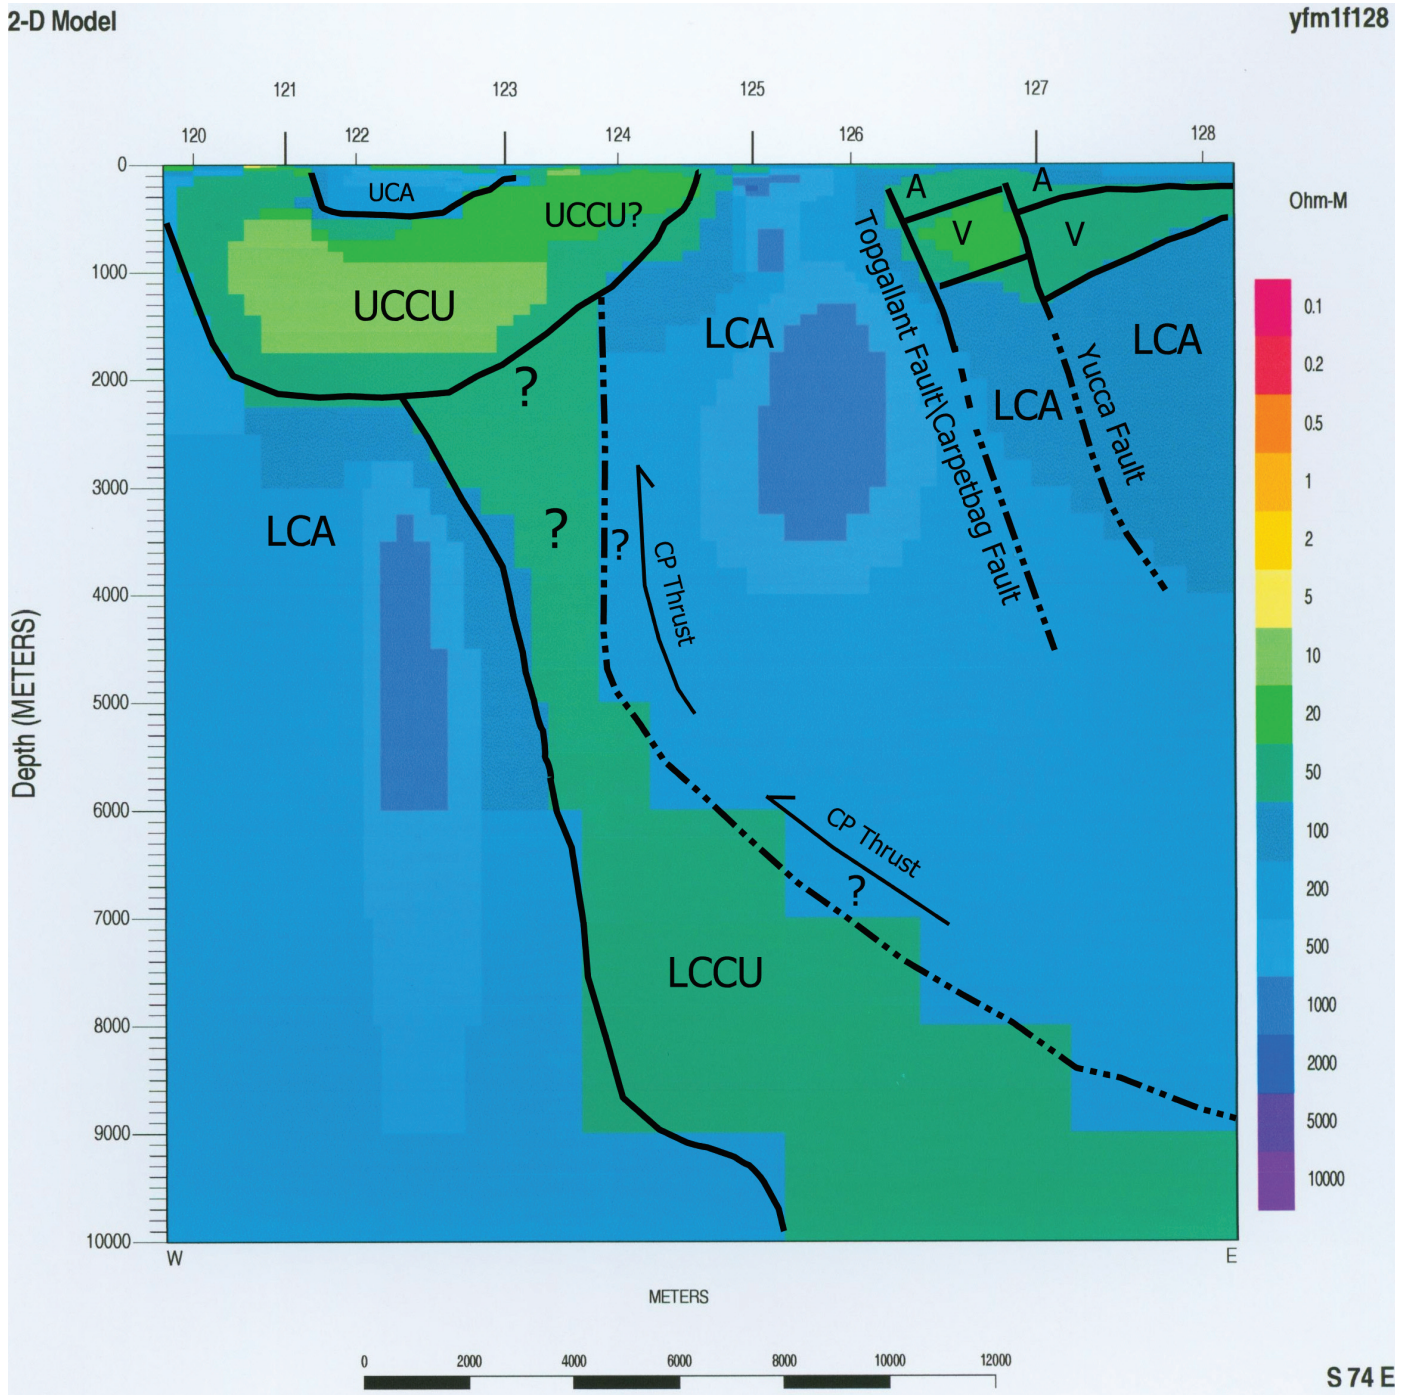 2-D Model
yfm1f128
121 123 125 127
120 122 124 126 128
Ohm-M
0
1000
2000
3000
4000
5000
6000
7000
8000
9000
10000
Depth (METERS)
UCA
UCCU?
UCCU
A
A
V
V
LCA
LCA
LCA
LCA
Topgallant Fault\Carpetbag Fault
Yucca Fault
?
?
?
CP Thrust
CP Thrust
?
LCCU
0.1
0.2
0.5
1
2
5
10
20
50
100
200
500
1000
2000
5000
10000
W
E
METERS
0 2000 4000 6000 8000 10000 12000
S 74 E